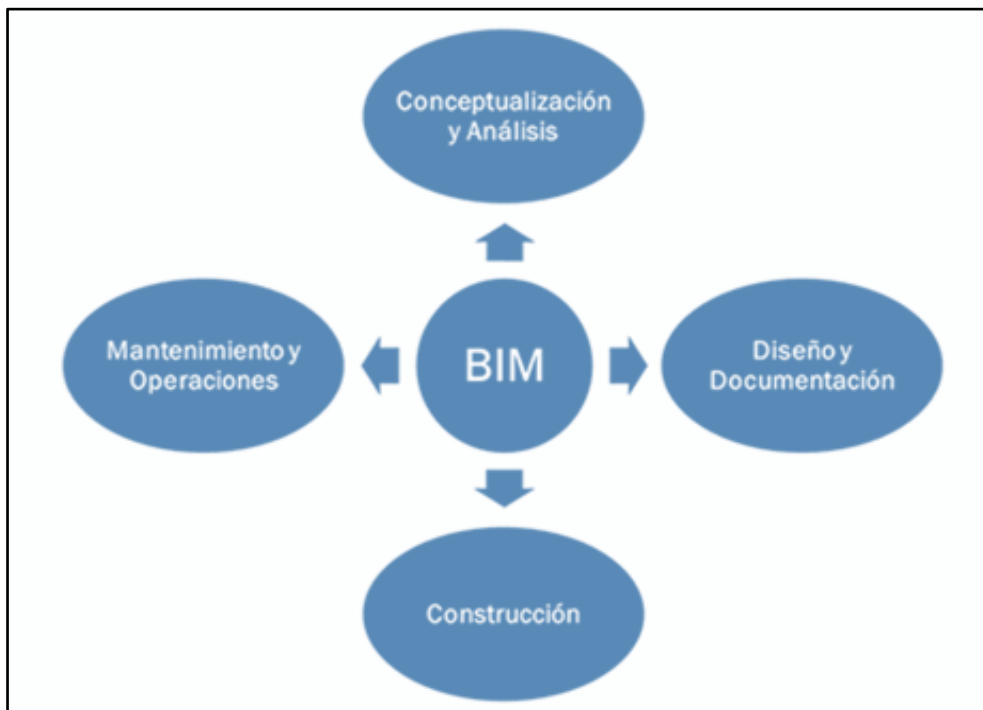 Conceptualización
y Análisis
Mantenimiento y
Operaciones
BIM
Diseño y
Documentación
Construcción